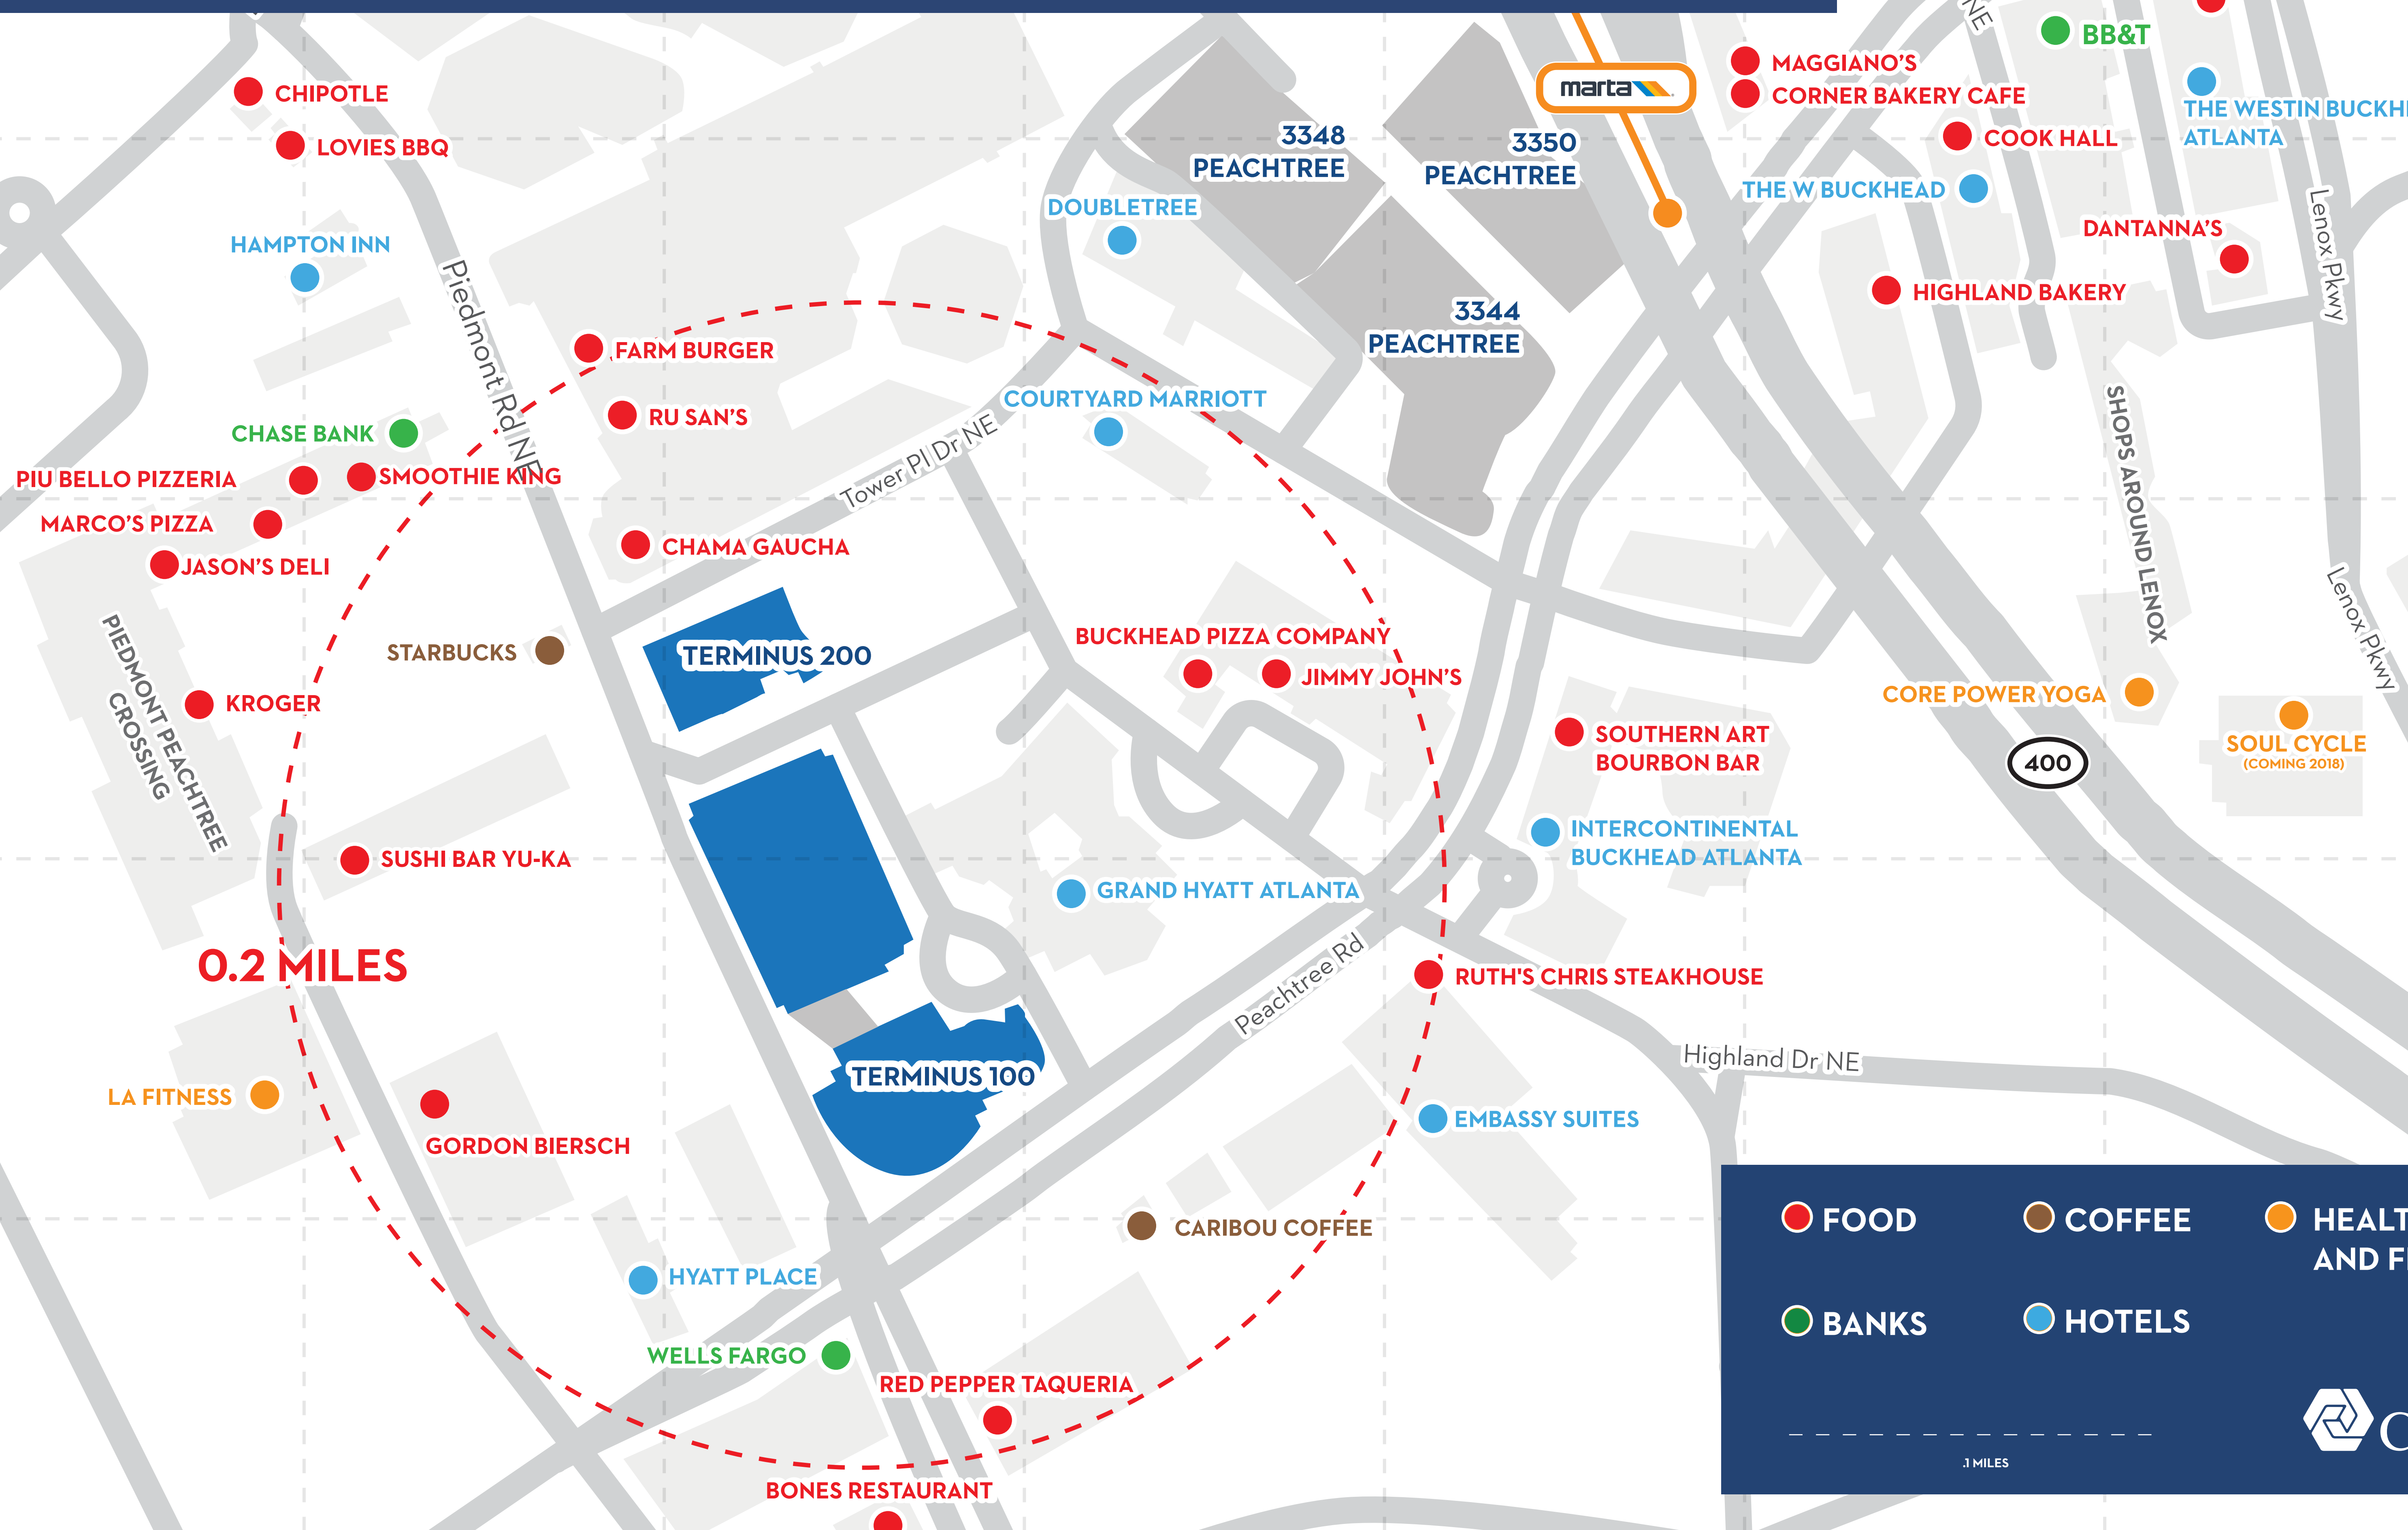 NE
BB&T
MAGGIANO'S
CORNER BAKERY CAFE
marta
CHIPOTLE
THE WESTIN
ATLANTA
LOVIES BBQ
3348
PEACHTREE
3350
PEACHTREE
COOK HALL
THE W BUCKHEAD
DOUBLETREE
DANTANNA'S
Lenox Pkwy
HAMPTON INN
HIGHLAND BAKERY
Piedmont Rd NE
3344
PEACHTREE
FARM BURGER
COURTYARD MARRIOTT
RU SAN'S
CHASE BANK
Tower Pl Dr NE
SHOPS AROUND LENOX
PIU BELLO PIZZERIA
SMOOTHIE KING
MARCO'S PIZZA
CHAMA GAUCHA
JASON'S DELI
Lenox Pkwy
PIEDMONT PEACHTREE
CROSSING
STARBUCKS
TERMINUS 200
BUCKHEAD PIZZA COMPANY
JIMMY JOHN'S
CORE POWER YOGA
KROGER
SOUTHERN ART
BOURBON BAR
400
SOUL CYCLE
(COMING 2018)
INTERCONTINENTAL
BUCKHEAD ATLANTA
SUSHI BAR YU-KA
GRAND HYATT ATLANTA
0.2 MILES
Peachtree Rd
RUTH'S CHRIS STEAKHOUSE
Highland Dr NE
TERMINUS 100
LA FITNESS
EMBASSY SUITES
GORDON BIERSCH
CARIBOU COFFEE
HYATT PLACE
WELLS FARGO
RED PEPPER TAQUERIA
BONES RESTAURANT
FOOD
COFFEE
AND
BANKS
HOTELS
.1 MILES